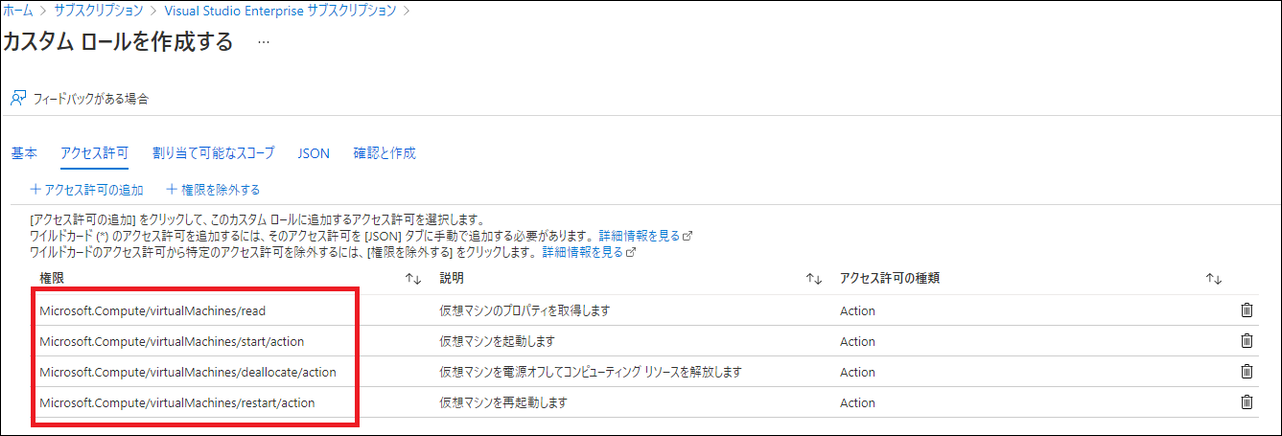 ホーム > サブスクリプション > Visual Studio Enterprise サブスクリプション >
カスタム ロールを作成する ...
フィードバックがある場合
基本 アクセス許可 割り当て可能なスコープ JSON 確認と作成
+ アクセス許可の追加 + 権限を除外する
[アクセス許可の追加] をクリックして、このカスタム ロールに追加するアクセス許可を選択します。
ワイルドカード (*) のアクセス許可を追加するには、そのアクセス許可を [JSON] タブに手動で追加する必要があります。 詳細情報を見る
ワイルドカードのアクセス許可から特定のアクセス許可を除外するには、[権限を除外する] をクリックします。 詳細情報を見る
権限 ↑↓ 説明 ↑↓ アクセス許可の種類 ↑↓
Microsoft.Compute/virtualMachines/read 仮想マシンのプロパティを取得します Action
Microsoft.Compute/virtualMachines/start/action 仮想マシンを起動します Action
Microsoft.Compute/virtualMachines/deallocate/action 仮想マシンを電源オフしてコンピューティング リソースを解放します Action
Microsoft.Compute/virtualMachines/restart/action 仮想マシンを再起動します Action